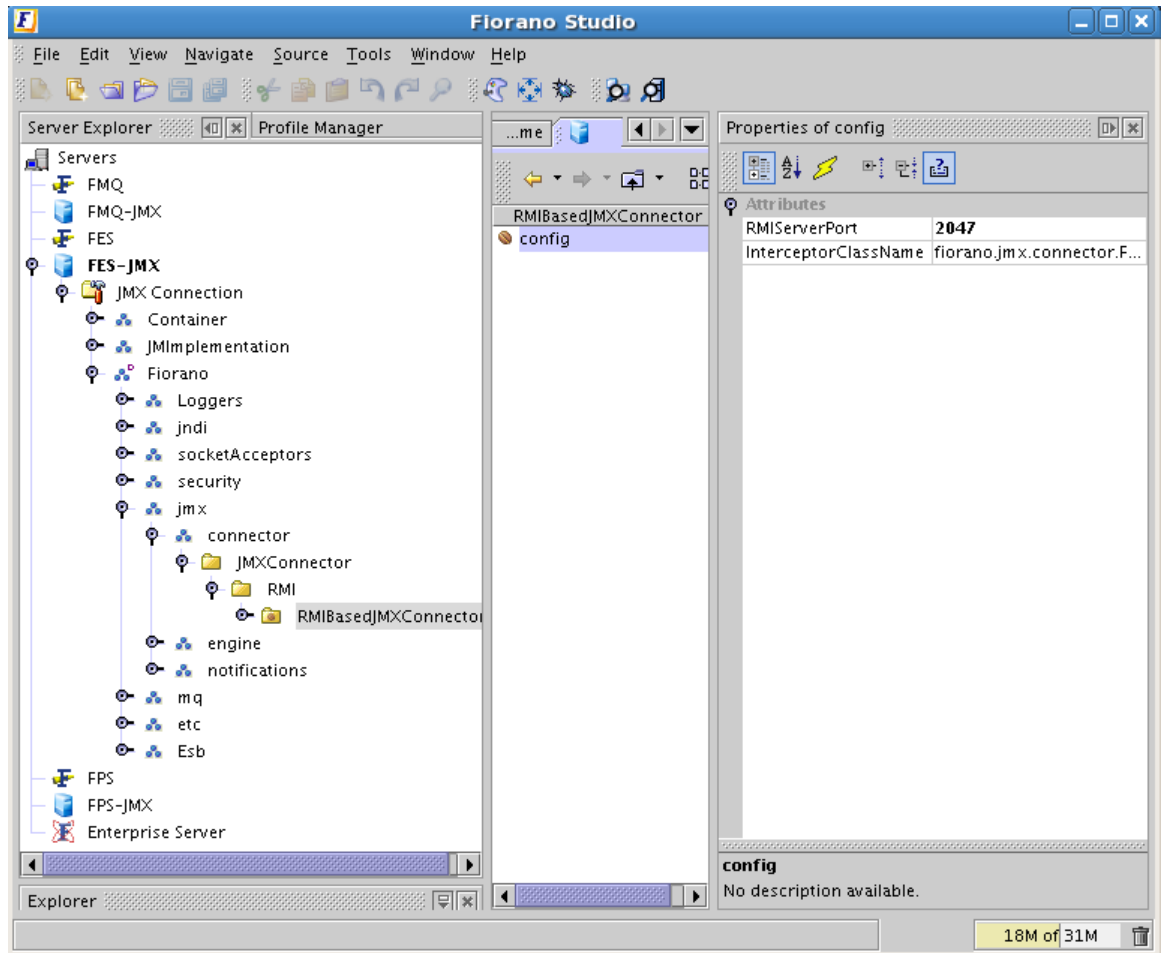 Fiorano Studio
File Edit View Navigate Source Tools Window Help
Server Explorer Profile Manager
Servers
FMQ
FMQ-JMX
FES
FES-JMX
JMX Connection
Container
JMImplementation
Fiorano
Loggers
jndi
socketAcceptors
security
jmx
connector
JMXConnector
RMI
RMIBasedJMXConnector
engine
notifications
mq
etc
Esb
FPS
FPS-JMX
Enterprise Server
Explorer
...me
RMIBasedJMXConnector
config
Properties of config
Attributes
RMIServerPort 2047
InterceptorClassName fiorano.jmx.connector.F...
config
No description available.
18M of 31M